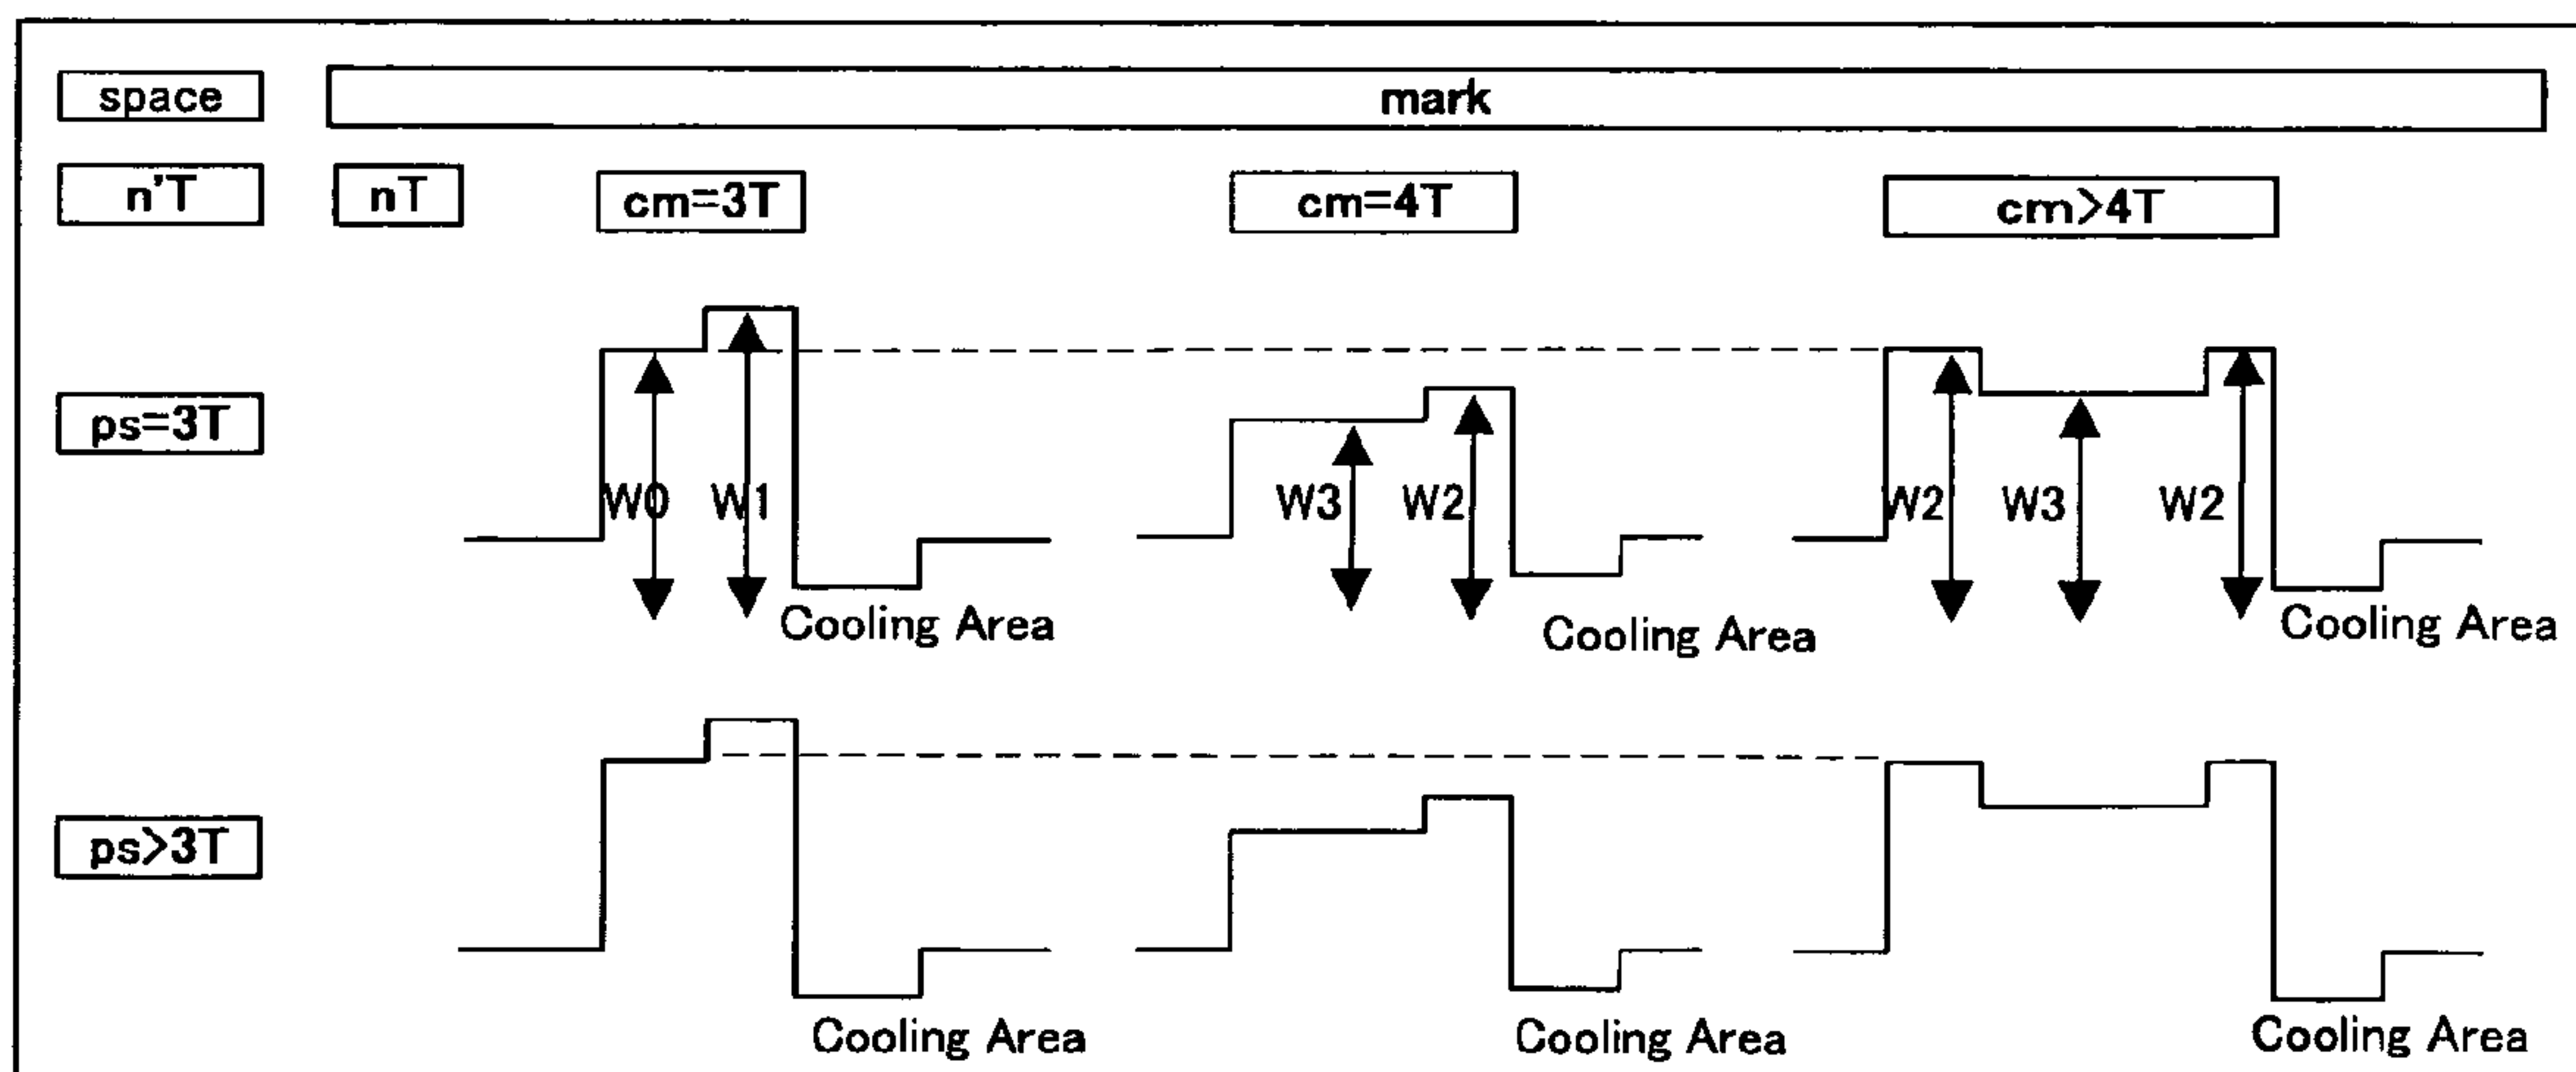 space mark
n'T nT cm=3T cm=4T cm>4T
ps=3T W0 W1 W3 W2 W2 W3 W2
Cooling Area Cooling Area Cooling Area
ps>3T
Cooling Area Cooling Area Cooling Area